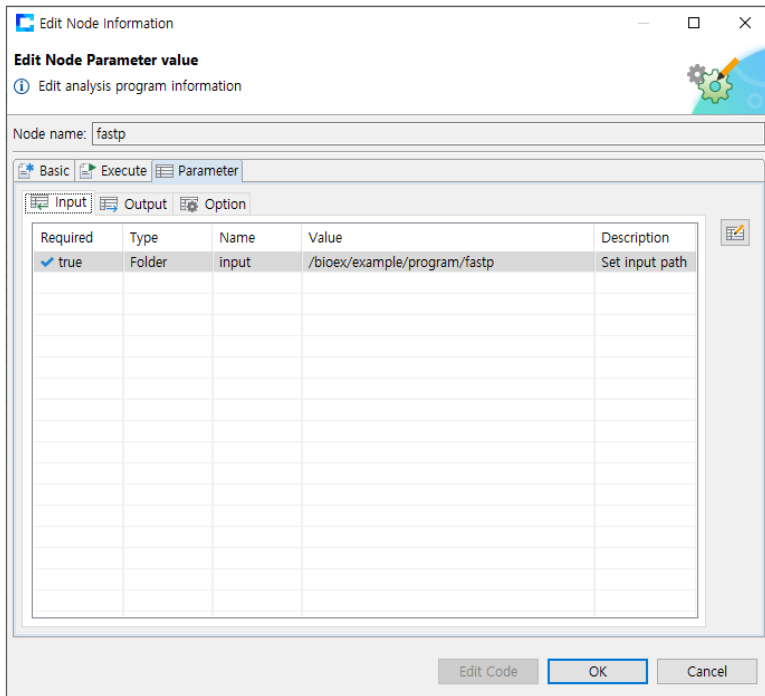 Edit Node Information
Edit Node Parameter value
Edit analysis program information
Node name: fastp
Basic Execute Parameter
Input Output Option
Required Type Name Value Description
true Folder input /bioex/example/program/fastp Set input path
Edit Code OK Cancel